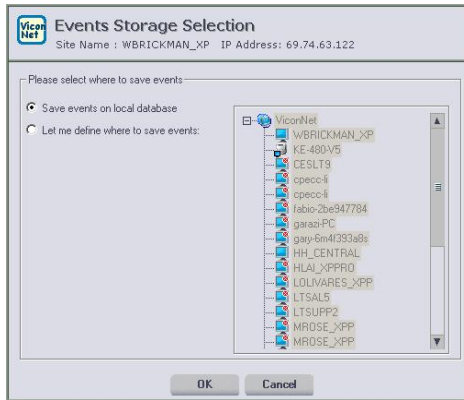 Vicon Net
Events Storage Selection
Site Name : WBRICKMAN_XP IP Address: 69.74.63.122
Please select where to save events
Save events on local database
Let me define where to save events:
ViconNet
WBRICKMAN_XP
KE-480-V5
CESLT9
cpecc-li
cpecc-li
fabio-2be947784
garazi-PC
gary-6m4f393a8s
HH_CENTRAL
HLAI_XPPRO
LOLIVARES_XPP
LTSAL5
LTSUPP2
MROSE_XPP
MROSE_XPP
OK Cancel